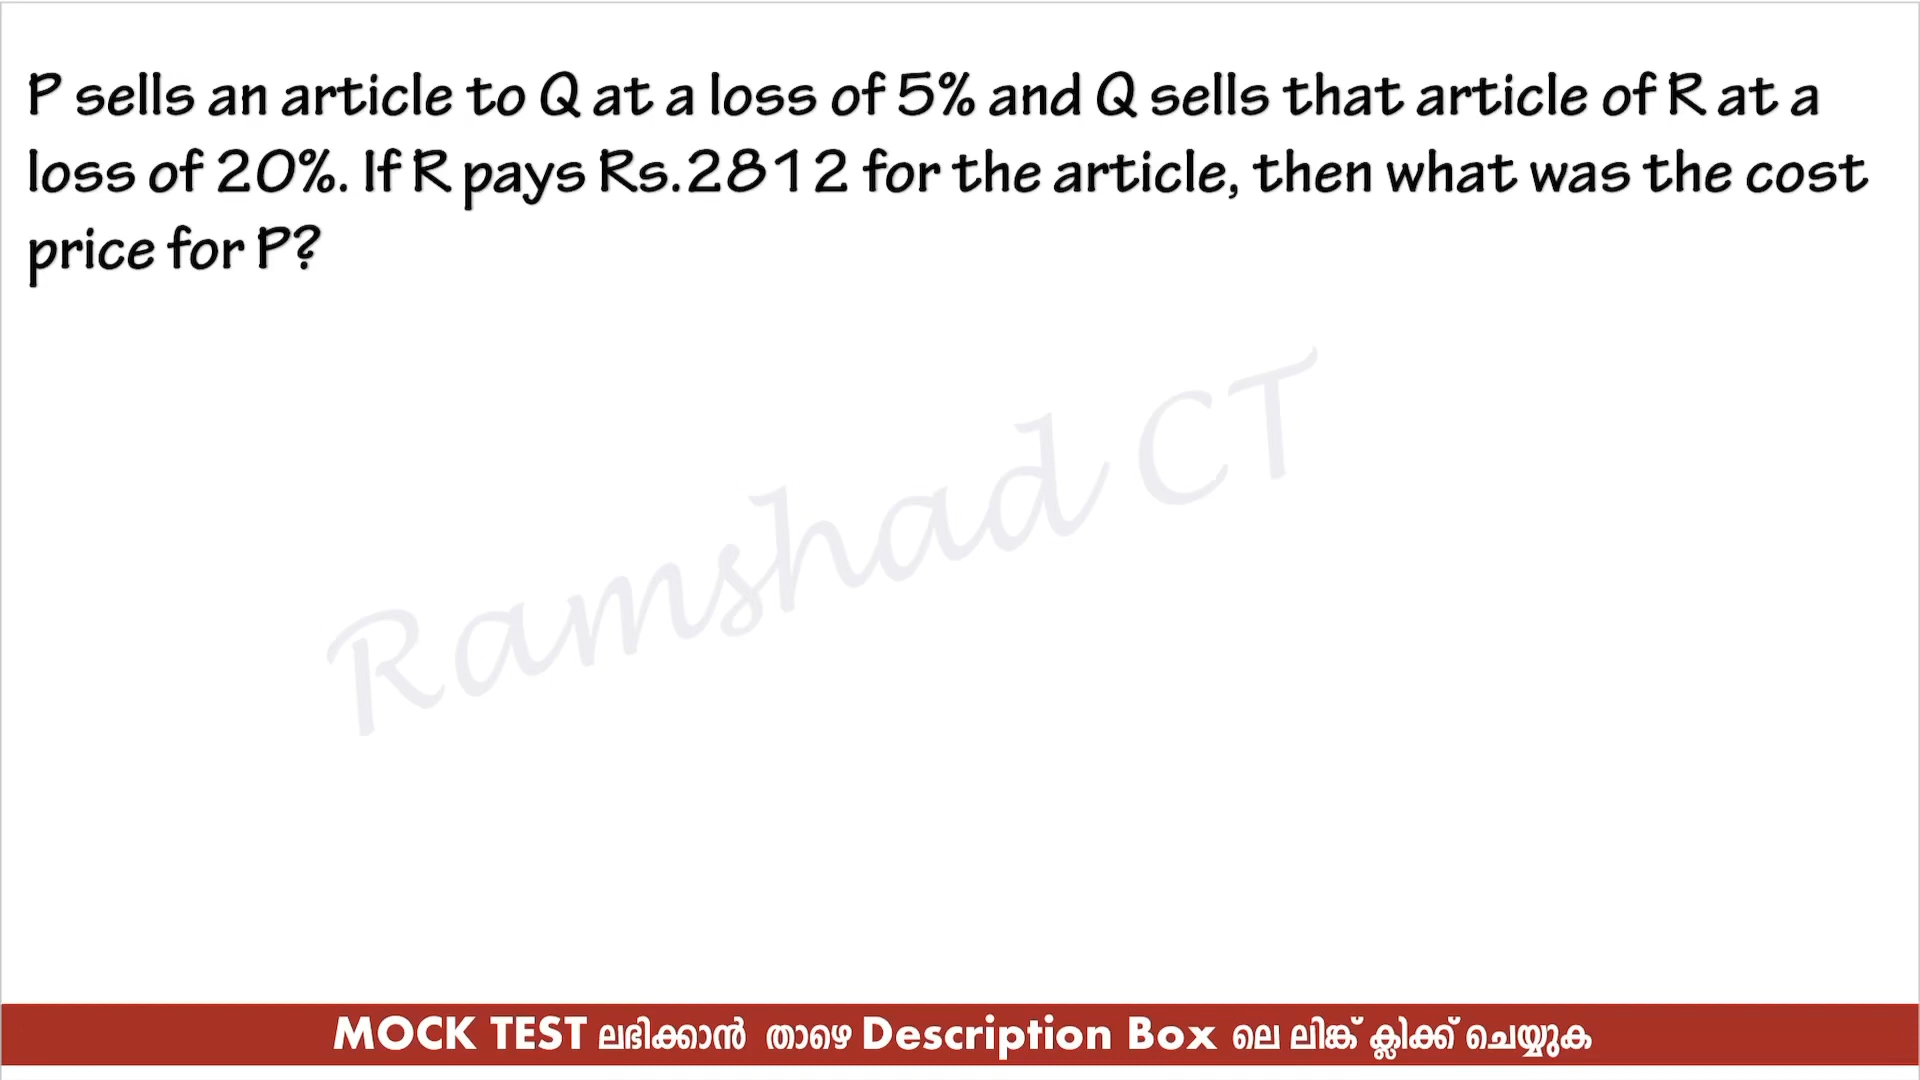 P sells an article to Q at a loss of 5% and Q sells that article of R at a
loss of 20%. If R pays Rs.2812 for the article, then what was the cost
price for P?
Ramshad CT
MOCK TEST ലഭിക്കാൻ താഴെ Description Box ലെ ലിങ്ക് ക്ലിക്ക് ചെയ്യുക